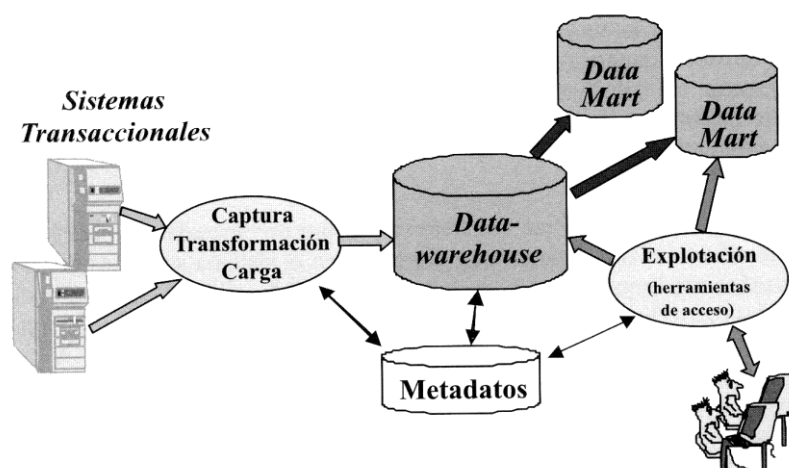 Sistemas
Transaccionales
Captura
Transformación
Carga
Data-
warehouse
Data
Mart
Data
Mart
Explotación
(herramientas
de acceso)
Metadatos